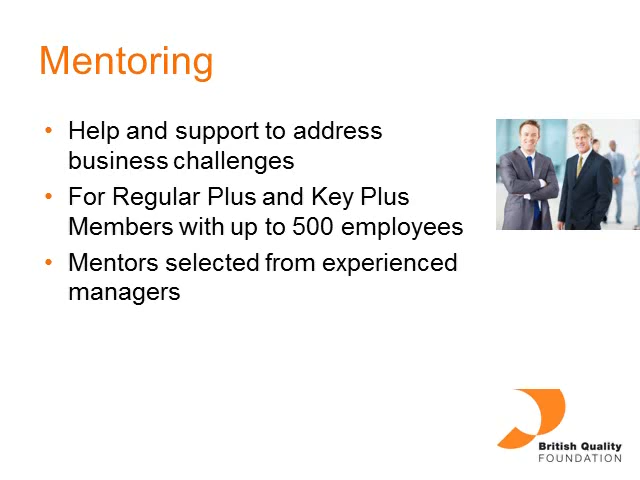 Mentoring
• Help and support to address
business challenges
• For Regular Plus and Key Plus
Members with up to 500 employees
• Mentors selected from experienced
managers
British Quality
FOUNDATION